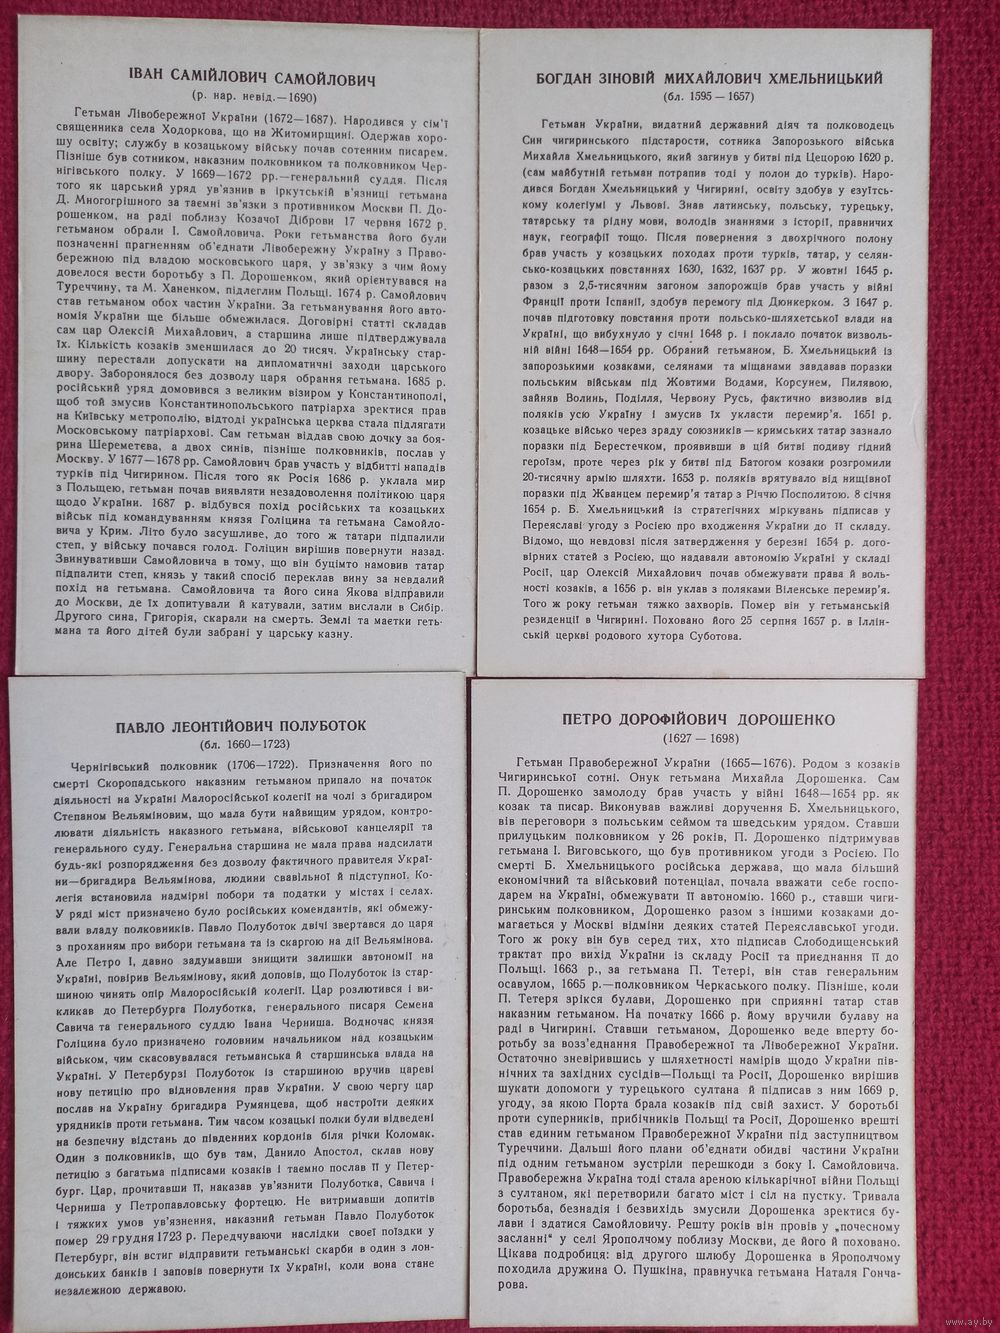 ІВАН САМІЙЛОВИЧ САМОЙЛОВИЧ
(р. нар. невід.—1690)
Гетьман Лівобережної України (1672—1687). Народився у сім'ї
священника села Ходоркова, що на Житомирщині. Одержав хоро-
шу освіту; службу в козацькому війську почав сотенним писарем.
Пізніше був сотником, наказним полковником та полковником Чер-
нігівського полку. У 1669—1672 рр.—генеральний суддя. Після
того як царський уряд ув'язнив в іркутській в'язниці гетьмана
Д. Многогрішного за таємні зв'язки з противником Москви П. До-
рошенком, на раді поблизу Козачої Діброви 17 червня 1672 р.
гетьманом обрали І. Самойловича. Роки гетьманства його були
позначенні прагненням об'єднати Лівобережну Україну з Право-
бережною під владою московського царя, у зв'язку з чим йому
довелося вести боротьбу з П. Дорошенком, який орієнтувався на
Туреччину, та М. Ханенком, підлеглим Польщі. 1674 р. Самойлович
став гетьманом обох частин України. За гетьманування його авто-
номія України ще більше обмежилася. Договірні статті складав
сам цар Олексій Михайлович, а старшина лише підтверджувала
їх. Кількість козаків зменшилася до 20 тисяч. Українську стар-
шину перестали допускати на дипломатичні заходи царського
двору. Заборонялося без дозволу царя обрання гетьмана. 1685 р.
російський уряд домовився з великим візиром у Константинополі,
щоб той змусив Константинопольського патріарха зректися прав
на Київську метрополію, відтоді українська церква стала підлягати
Московському патріархові. Сам гетьман віддав свою дочку за боя-
рина Шереметєва, а двох синів, пізніше полковників, послав у
Москву. У 1677—1678 рр. Самойлович брав участь у відбитті нападів
турків під Чигирином. Після того як Росія 1686 р. уклала мир
з Польщею, гетьман почав виявляти незадоволення політикою царя
щодо України. 1687 р. відбувся похід російських та козацьких
військ під командуванням князя Голіцина та гетьмана Самойло-
вича у Крим. Літо було засушливе, до того ж татари підпалили
степ, у війську почався голод. Голіцин вирішив повернути назад.
Звинувативши Самойловича в тому, що він буцімто намовив татар
підпалити степ, князь у такий спосіб переклав вину за невдалий
похід на гетьмана. Самойловича та його сина Якова відправили
до Москви, де їх допитували й катували, затим вислали в Сибір.
Другого сина, Григорія, скарали на смерть. Землі та маєтки геть-
мана та його дітей були забрані у царську казну.
БОГДАН ЗІНОВІЙ МИХАЙЛОВИЧ ХМЕЛЬНИЦЬКИЙ
(бл. 1595 — 1657)
Гетьман України, видатний державний діяч та полководець
Син чигиринського підстарости, сотника Запорозького війська
Михайла Хмельницького, який загинув у битві під Цецорою 1620 р.
(сам майбутній гетьман потрапив тоді у полон до турків). Наро-
дився Богдан Хмельницький у Чигирині, освіту здобув у єзуїтсь-
кому колегіумі у Львові. Знав латинську, польську, турецьку,
татарську та рідну мови, володів знаннями з історії, правничих
наук, географії тощо. Після повернення з двохрічного полону
брав участь у козацьких походах проти турків, татар, у селян-
сько-козацьких повстаннях 1630, 1632, 1637 рр. У жовтні 1645 р.
разом з 2,5-тисячним загоном запорожців брав участь у війні
Франції проти Іспанії, здобув перемогу під Дюнкерком. З 1647 р.
почав підготовку повстання проти польсько-шляхетської влади на
Україні, що вибухнуло у січні 1648 р. і поклало початок визволь-
ній війні 1648—1654 рр. Обраний гетьманом, Б. Хмельницький із
запорозькими козаками, селянами та міщанами завдавав поразки
польським військам під Жовтими Водами, Корсунем, Пилявою,
зайняв Волинь, Поділля, Червону Русь, фактично визволив від
поляків усю Україну і змусив їх укласти перемир'я. 1651 р.
козацьке військо через зраду союзників — кримських татар зазнало
поразки під Берестечком, проявивши в цій битві подиву гідний
героїзм, проте через рік у битві під Батогом козаки розгромили
20-тисячну армію шляхти. 1653 р. поляків врятувало від нищівної
поразки під Жванцем перемир'я татар з Річчю Посполитою. 8 січня
1654 р. Б. Хмельницький із стратегічних міркувань підписав у
Переяславі угоду з Росією про входження України до її складу.
Відомо, що невдовзі після затвердження у березні 1654 р. дого-
вірних статей з Росією, що надавали автономію Україні у складі
Росії, цар Олексій Михайлович почав обмежувати права й воль-
ності козаків, а 1656 р. він уклав з поляками Віленське перемир'я.
Того ж року гетьман тяжко захворів. Помер він у гетьманській
резиденції в Чигирині. Поховано його 25 серпня 1657 р. в Іллін-
ській церкві родового хутора Суботова.
ПАВЛО ЛЕОНТІЙОВИЧ ПОЛУБОТОК
(бл. 1660—1723)
Чернігівський полковник (1706—1722). Призначення його по
смерті Скоропадського наказним гетьманом припало на початок
діяльності на Україні Малоросійської колегії на чолі з бригадиром
Степаном Вельяміновим, що мала бути найвищим урядом, контро-
лювати діяльність наказного гетьмана, військової канцелярії та
генерального суду. Генеральна старшина не мала права надсилати
будь-які розпорядження без дозволу фактичного правителя Украї-
ни—бригадира Вельямінова, людини свавільної й підступної. Ко-
легія встановила надмірні побори та податки у містах і селах.
У ряді міст призначено було російських комендантів, які обмежу-
вали владу полковників. Павло Полуботок двічі звертався до царя
з проханням про вибори гетьмана та із скаргою на дії Вельямінова.
Але Петро І, давно задумавши знищити залишки автономії на
Україні, повірив Вельямінову, який доповів, що Полуботок із стар-
шиною чинять опір Малоросійській колегії. Цар розлютився і ви-
кликав до Петербурга Полуботка, генерального писаря Семена
Савича та генерального суддю Івана Черниша. Водночас князя
Голіцина було призначено головним начальником над козацьким
військом, чим скасовувалася гетьманська й старшинська влада на
Україні. У Петербурзі Полуботок із старшиною вручив цареві
нову петицію про відновлення прав України. У свою чергу цар
послав на Україну бригадира Румянцева, щоб настроїти деяких
урядників проти гетьмана. Тим часом козацькі полки були відведені
на безпечну відстань до південних кордонів біля річки Коломак.
Один з полковників, що був там, Данило Апостол, склав нову
петицію з багатьма підписами козаків і таємно послав її у Петер-
бург. Цар, прочитавши її, наказав ув'язнити Полуботка, Савича і
Черниша у Петропавловську фортецю. Не витримавши допитів
і тяжких умов ув'язнення, наказний гетьман Павло Полуботок
помер 29 грудня 1723 р. Передчуваючи наслідки своєї поїздки у
Петербург, він встиг відправити гетьманські скарби в один з лон-
донських банків і заповів повернути їх Україні, коли вона стане
незалежною державою.
ПЕТРО ДОРОФІЙОВИЧ ДОРОШЕНКО
(1627 — 1698)
Гетьман Правобережної України (1665—1676). Родом з козаків
Чигиринської сотні. Онук гетьмана Михайла Дорошенка. Сам
П. Дорошенко замолоду брав участь у війні 1648—1654 рр. як
козак та писар. Виконував важливі доручення Б. Хмельницького,
вів переговори з польським сеймом та шведським урядом. Ставши
прилуцьким полковником у 26 років, П. Дорошенко підтримував
гетьмана І. Виговського, що був противником угоди з Росією. По
смерті Б. Хмельницького російська держава, що мала більший
економічний та військовий потенціал, почала вважати себе госпо-
дарем на Україні, обмежувати її автономію. 1660 р., ставши чиги-
ринським полковником, Дорошенко разом з іншими козаками до-
магається у Москві відміни деяких статей Переяславської угоди.
Того ж року він був серед тих, хто підписав Слободищенський
трактат про вихід України із складу Росії та приєднання її до
Польщі. 1663 р., за гетьмана П. Тетері, він став генеральним
осавулом, 1665 р.—полковником Черкаського полку. Пізніше, коли
П. Тетеря зрікся булави, Дорошенко при сприянні татар став
наказним гетьманом. На початку 1666 р. йому вручили булаву на
раді в Чигирині. Ставши гетьманом, Дорошенко веде вперту бо-
ротьбу за возз'єднання Правобережної та Лівобережної України.
Остаточно зневірившись у шляхетності намірів щодо України пів-
нічних та західних сусідів—Польщі та Росії, Дорошенко вирішив
шукати допомоги у турецького султана й підписав з ним 1669 р.
угоду, за якою Порта брала козаків під свій захист. У боротьбі
проти суперників, прибічників Польщі та Росії, Дорошенко врешті
став єдиним гетьманом Правобережної України під заступництвом
Туреччини. Дальші його плани об'єднати обидві частини України
під одним гетьманом зустріли перешкоди з боку І. Самойловича.
Правобережна Україна тоді стала ареною кількарічної війни Польщі
з султаном, які перетворили багато міст і сіл на пустку. Тривала
боротьба, безнадія і безвихідь змусили Дорошенка зректися бу-
лави і здатися Самойловичу. Решту років він провів у „почесному
засланні“ у селі Ярополчому поблизу Москви, де його й поховано.
Цікава подробиця: від другого шлюбу Дорошенка в Ярополчому
походила дружина О. Пушкіна, правнучка гетьмана Наталя Гонча-
рова.
www.ay.by